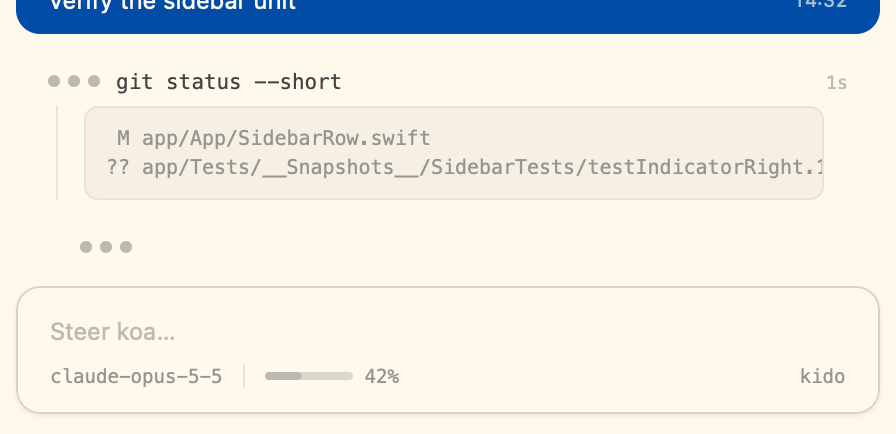 verify the sidebar unit 14:32
git status --short 1s
M app/App/SidebarRow.swift
?? app/Tests/__Snapshots__/SidebarTests/testIndicatorRight.1
Steer koa…
claude-opus-5-5 42% kido